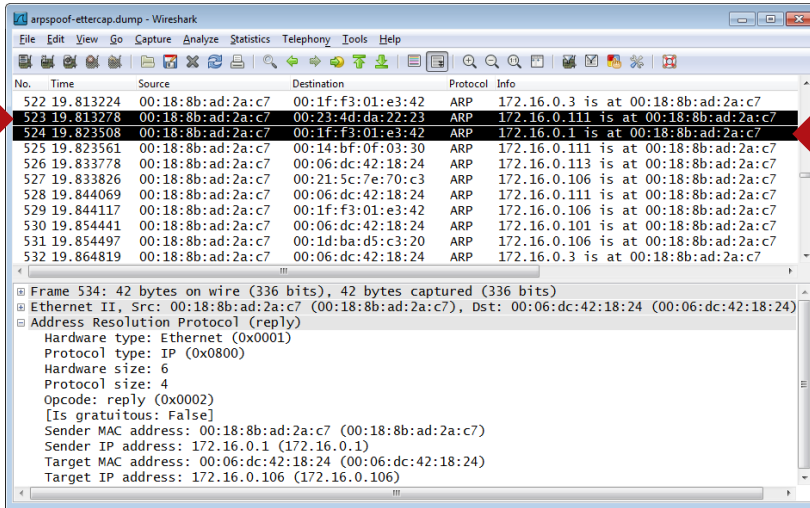 arpspoof-ettercap.dump - Wireshark
File Edit View Go Capture Analyze Statistics Telephony Tools Help
No. Time Source Destination Protocol Info
522 19.813224 00:18:8b:ad:2a:c7 00:1f:f3:01:e3:42 ARP 172.16.0.3 is at 00:18:8b:ad:2a:c7
523 19.813278 00:18:8b:ad:2a:c7 00:23:4d:da:22:23 ARP 172.16.0.111 is at 00:18:8b:ad:2a:c7
524 19.823508 00:18:8b:ad:2a:c7 00:1f:f3:01:e3:42 ARP 172.16.0.1 is at 00:18:8b:ad:2a:c7
525 19.823561 00:18:8b:ad:2a:c7 00:14:bf:0f:03:30 ARP 172.16.0.111 is at 00:18:8b:ad:2a:c7
526 19.833778 00:18:8b:ad:2a:c7 00:06:dc:42:18:24 ARP 172.16.0.113 is at 00:18:8b:ad:2a:c7
527 19.833826 00:18:8b:ad:2a:c7 00:21:5c:7e:70:c3 ARP 172.16.0.106 is at 00:18:8b:ad:2a:c7
528 19.844069 00:18:8b:ad:2a:c7 00:06:dc:42:18:24 ARP 172.16.0.111 is at 00:18:8b:ad:2a:c7
529 19.844117 00:18:8b:ad:2a:c7 00:1f:f3:01:e3:42 ARP 172.16.0.106 is at 00:18:8b:ad:2a:c7
530 19.854441 00:18:8b:ad:2a:c7 00:06:dc:42:18:24 ARP 172.16.0.101 is at 00:18:8b:ad:2a:c7
531 19.854497 00:18:8b:ad:2a:c7 00:1d:ba:d5:c3:20 ARP 172.16.0.106 is at 00:18:8b:ad:2a:c7
532 19.864819 00:18:8b:ad:2a:c7 00:06:dc:42:18:24 ARP 172.16.0.3 is at 00:18:8b:ad:2a:c7
Frame 534: 42 bytes on wire (336 bits), 42 bytes captured (336 bits)
Ethernet II, Src: 00:18:8b:ad:2a:c7 (00:18:8b:ad:2a:c7), Dst: 00:06:dc:42:18:24 (00:06:dc:42:18:24)
Address Resolution Protocol (reply)
Hardware type: Ethernet (0x0001)
Protocol type: IP (0x0800)
Hardware size: 6
Protocol size: 4
Opcode: reply (0x0002)
[Is gratuitous: False]
Sender MAC address: 00:18:8b:ad:2a:c7 (00:18:8b:ad:2a:c7)
Sender IP address: 172.16.0.1 (172.16.0.1)
Target MAC address: 00:06:dc:42:18:24 (00:06:dc:42:18:24)
Target IP address: 172.16.0.106 (172.16.0.106)